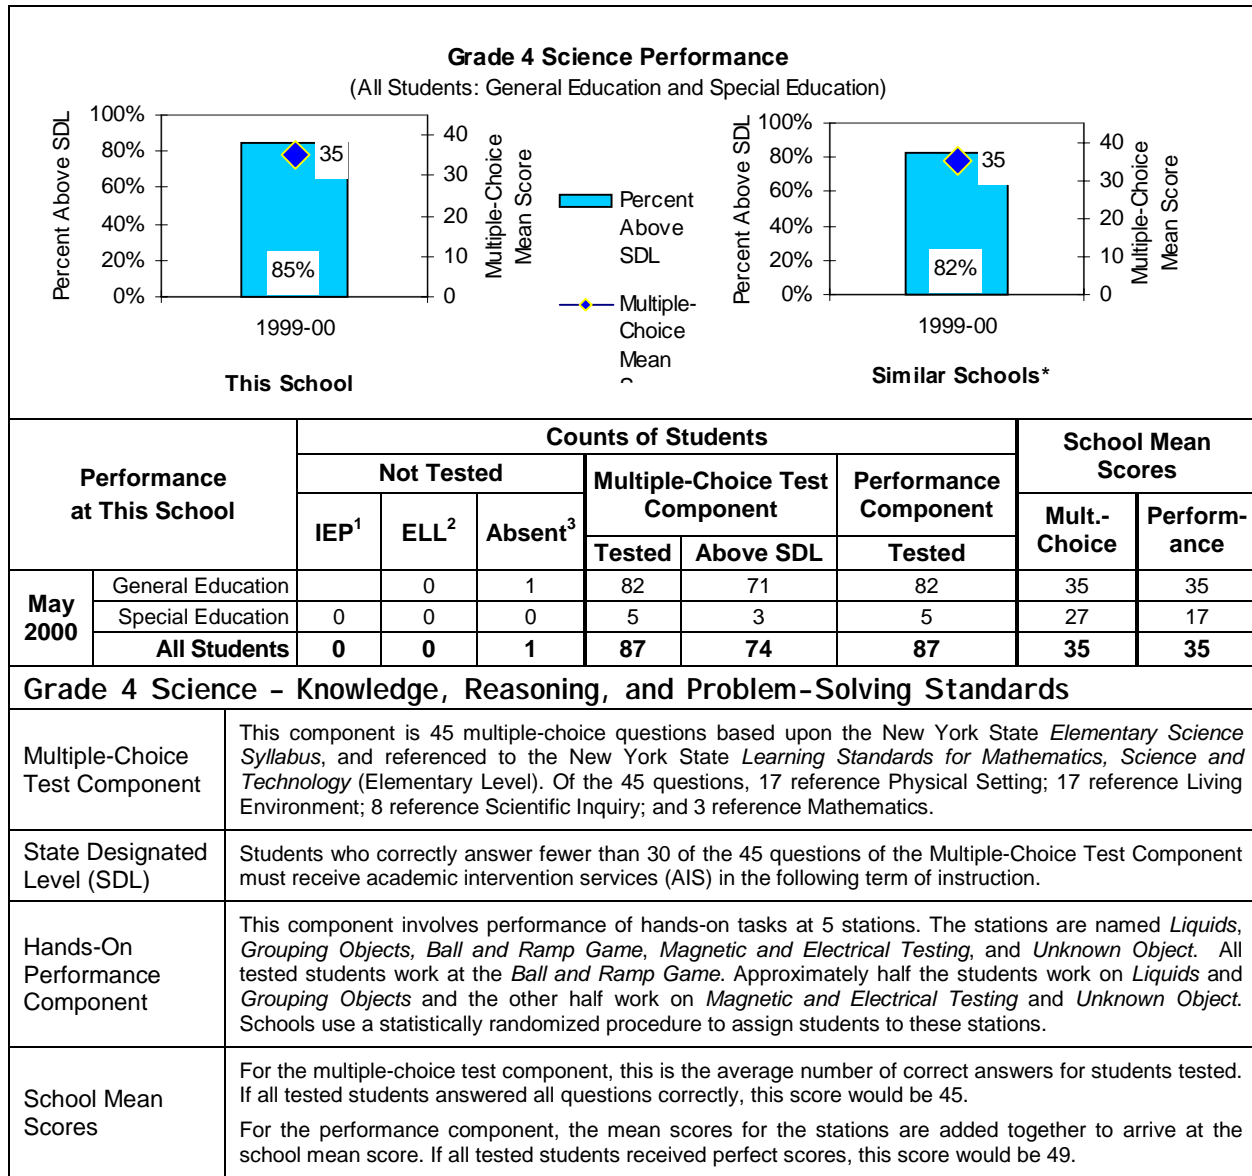 Grade 4 Science Performance
(All Students: General Education and Special Education)
Percent Above SDL
100%
80%
60%
40%
20%
0%
35
85%
40
30
20
10
0
Multiple-Choice
Mean Score
1999-00
This School
Percent
Above
SDL
Multiple-
Choice
Mean
Percent Above SDL
100%
80%
60%
40%
20%
0%
35
82%
40
30
20
10
0
Multiple-Choice
Mean Score
1999-00
Similar Schools*
Performance
at This School
Counts of Students
School Mean
Scores
Not Tested
Multiple-Choice Test
Component
Performance
Component
IEP1 ELL2 Absent3
Tested Above SDL Tested
Mult.-
Choice
Perform-
ance
May
2000
General Education 0 1 82 71 82 35 35
Special Education 0 0 0 5 3 5 27 17
All Students 0 0 1 87 74 87 35 35
Grade 4 Science – Knowledge, Reasoning, and Problem-Solving Standards
Multiple-Choice
Test Component
This component is 45 multiple-choice questions based upon the New York State Elementary Science
Syllabus, and referenced to the New York State Learning Standards for Mathematics, Science and
Technology (Elementary Level). Of the 45 questions, 17 reference Physical Setting; 17 reference Living
Environment; 8 reference Scientific Inquiry; and 3 reference Mathematics.
State Designated
Level (SDL)
Students who correctly answer fewer than 30 of the 45 questions of the Multiple-Choice Test Component
must receive academic intervention services (AIS) in the following term of instruction.
Hands-On
Performance
Component
This component involves performance of hands-on tasks at 5 stations. The stations are named Liquids,
Grouping Objects, Ball and Ramp Game, Magnetic and Electrical Testing, and Unknown Object. All
tested students work at the Ball and Ramp Game. Approximately half the students work on Liquids and
Grouping Objects and the other half work on Magnetic and Electrical Testing and Unknown Object.
Schools use a statistically randomized procedure to assign students to these stations.
School Mean
Scores
For the multiple-choice test component, this is the average number of correct answers for students tested.
If all tested students answered all questions correctly, this score would be 45.
For the performance component, the mean scores for the stations are added together to arrive at the
school mean score. If all tested students received perfect scores, this score would be 49.